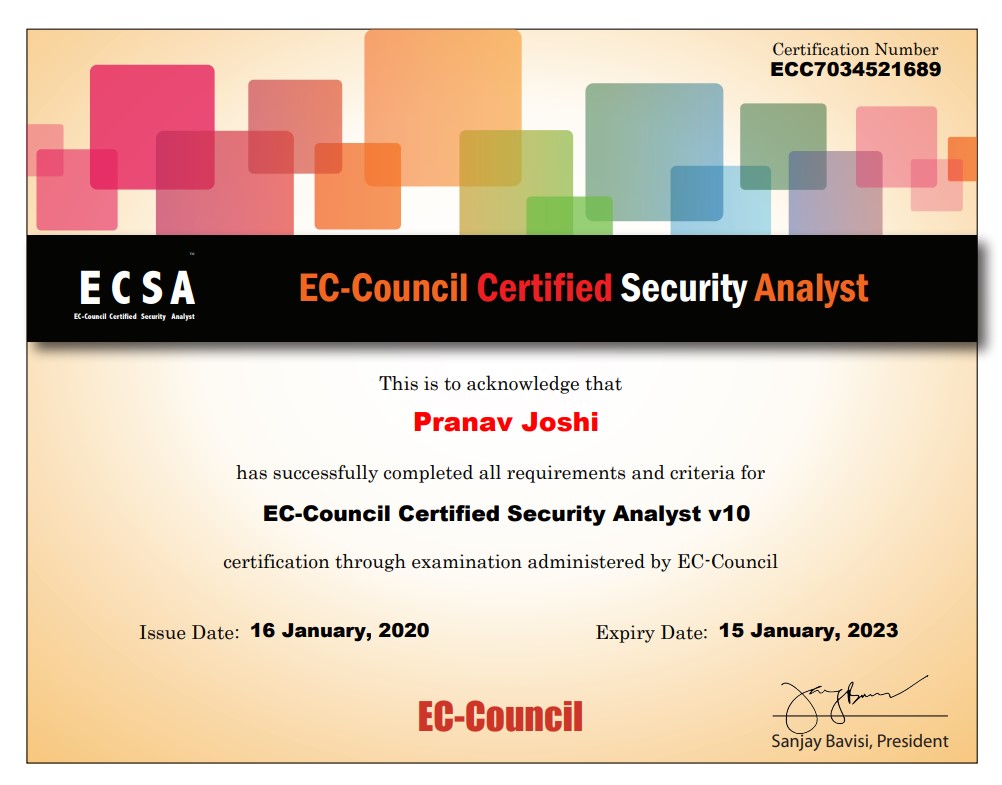 Certification Number
ECC7034521689
™
ECSA
EC-Council Certified Security Analyst
EC-Council Certified Security Analyst
This is to acknowledge that
Pranav Joshi
has successfully completed all requirements and criteria for
EC-Council Certified Security Analyst v10
certification through examination administered by EC-Council
Issue Date: 16 January, 2020
Expiry Date: 15 January, 2023
EC-Council
Sanjay Bavisi, President